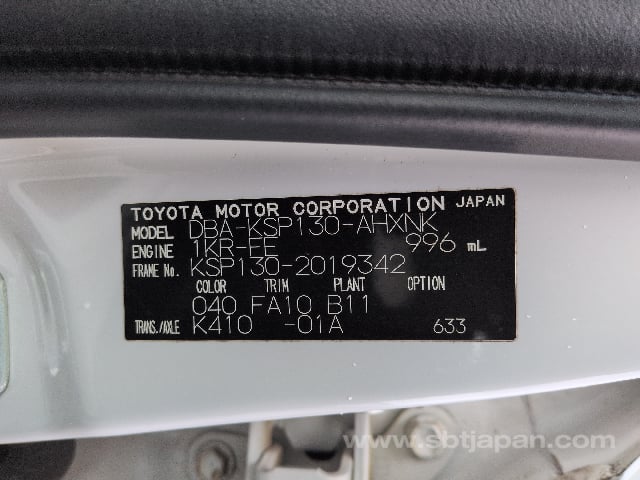 TOYOTA MOTOR CORPORATION JAPAN
MODEL DBA-KSP130-AHXNK
ENGINE 1KR-FE 996 mL
FRAME No. KSP130-2019342
COLOR TRIM PLANT OPTION
040 FA10 B11
TRANS./AXLE K410 -01A 633
www.sbtjapan.com